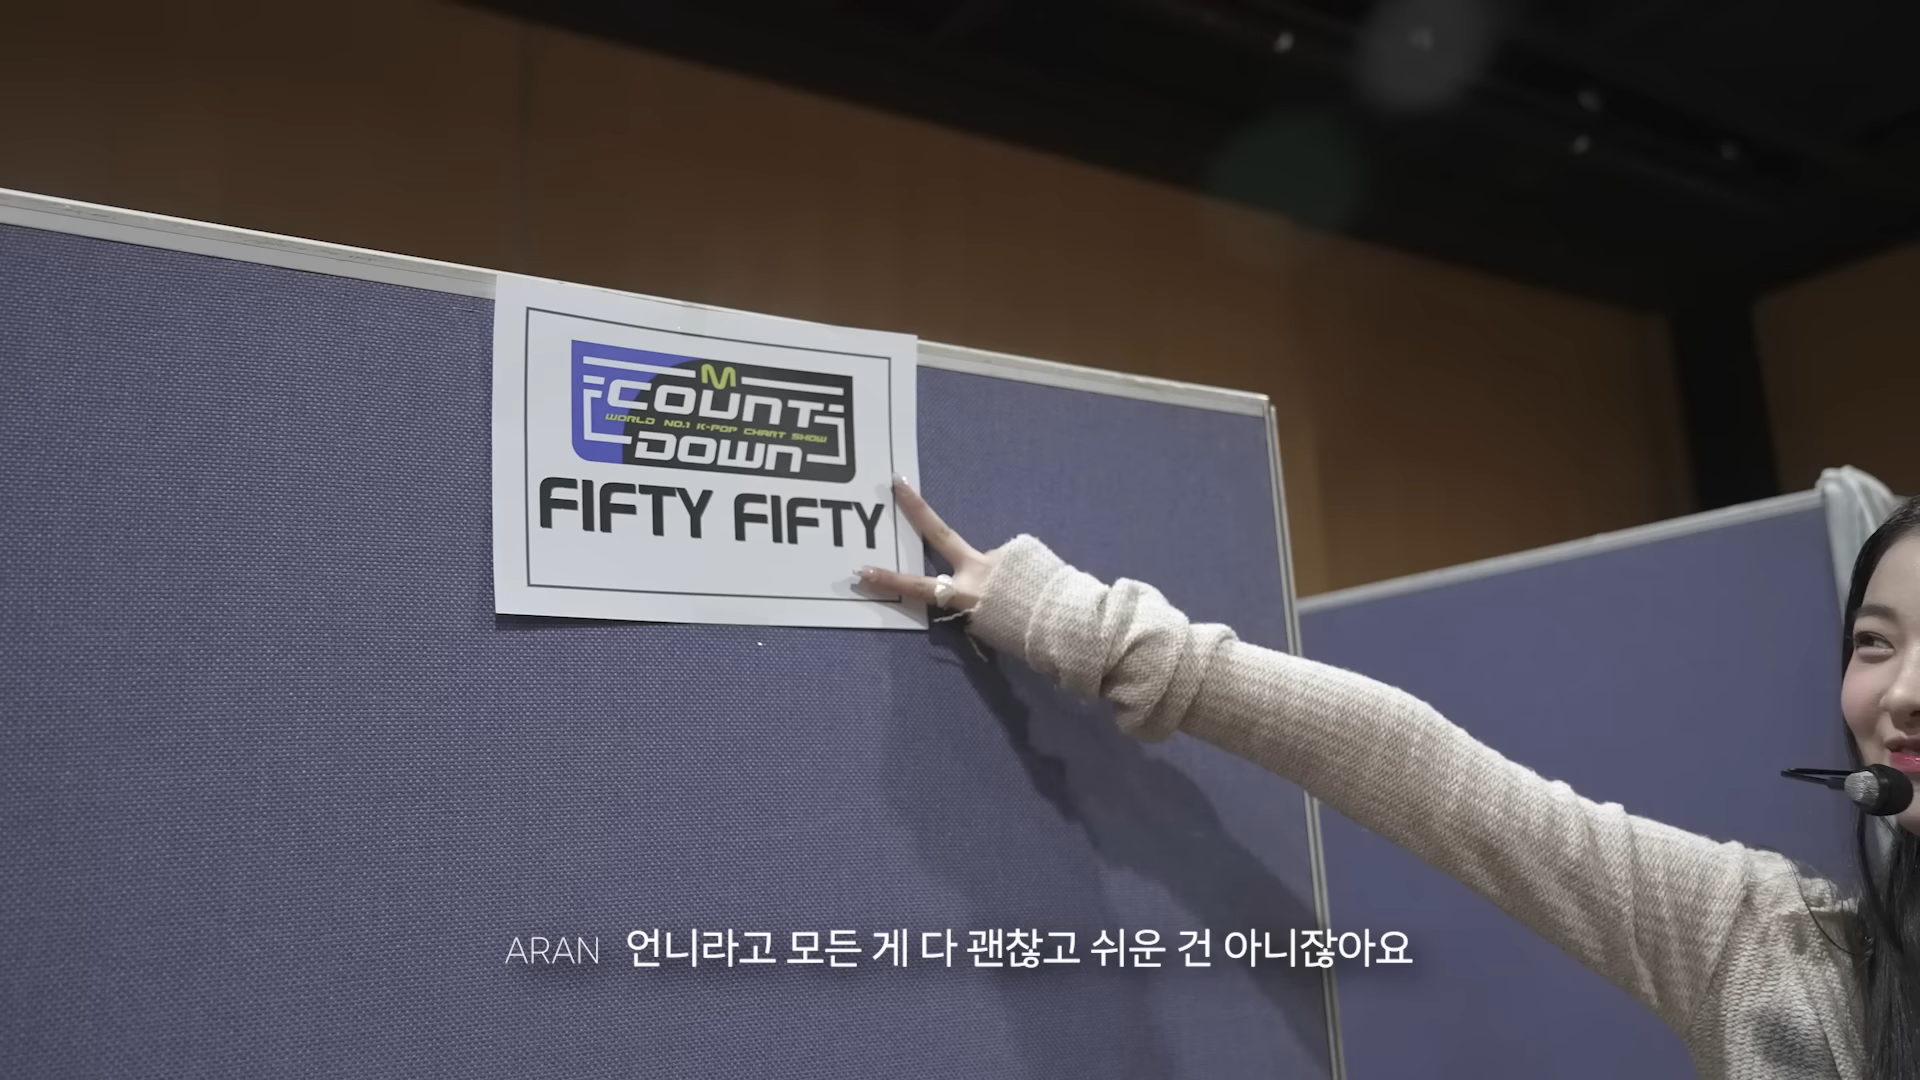 M
COUNT
WORLD NO.1 K-POP CHART SHOW
DOWN
FIFTY FIFTY
ARAN 언니라고 모든 게 다 괜찮고 쉬운 건 아니잖아요